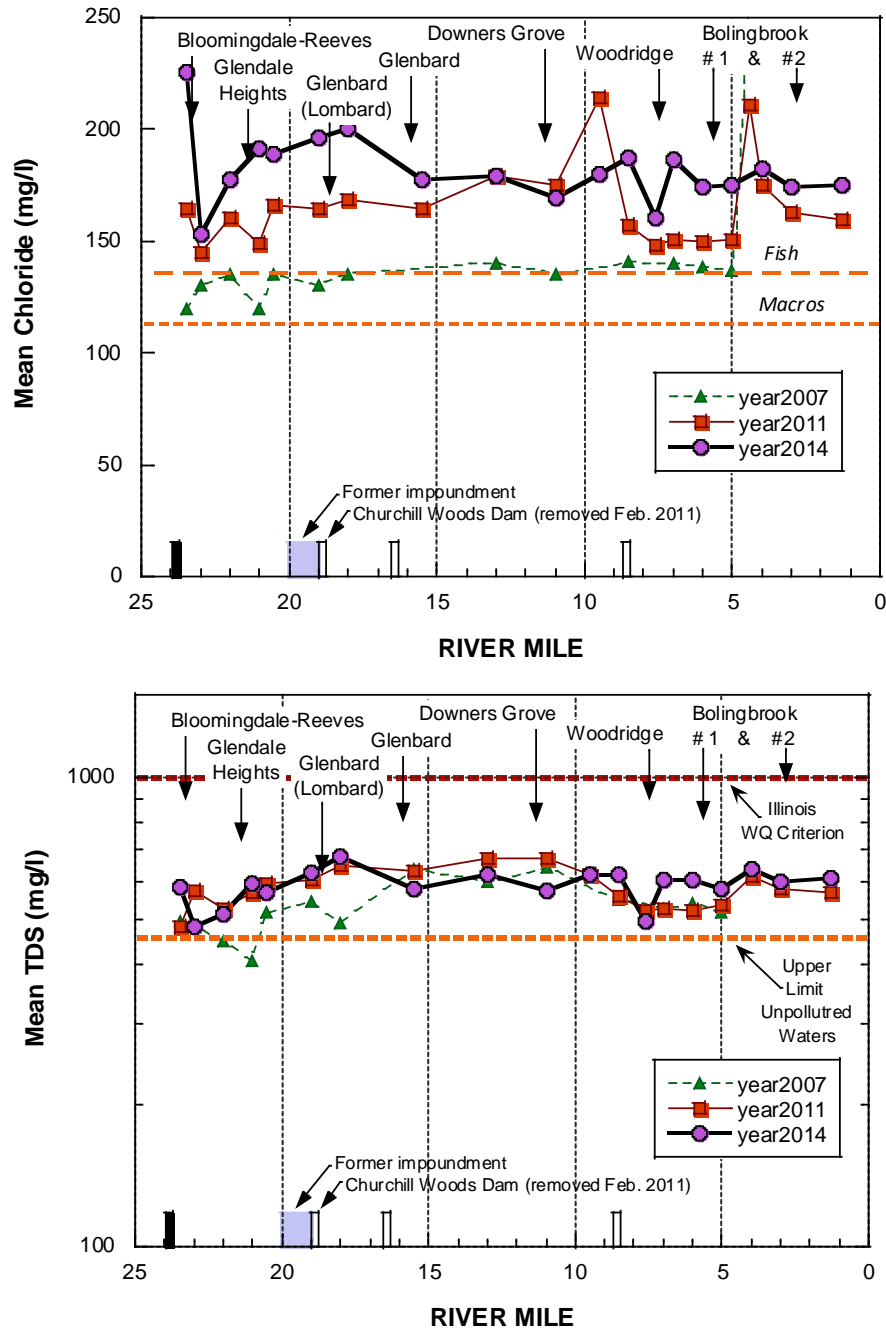 250
200
150
100
50
0
Mean Chloride (mg/l)
Bloomingdale-Reeves
Glendale
Heights
Glenbard
(Lombard)
Glenbard
Downers Grove
Woodridge
Bolingbrook
# 1 & #2
Fish
Macros
year2007
year2011
year2014
Former impoundment
Churchill Woods Dam (removed Feb. 2011)
25 20 15 10 5 0
RIVER MILE
1000
100
Mean TDS (mg/l)
Bloomingdale-Reeves
Glendale
Heights
Glenbard
(Lombard)
Glenbard
Downers Grove
Woodridge
Bolingbrook
# 1 & #2
Illinois
WQ Criterion
Upper
Limit
Unpollutred
Waters
year2007
year2011
year2014
Former impoundment
Churchill Woods Dam (removed Feb. 2011)
25 20 15 10 5 0
RIVER MILE